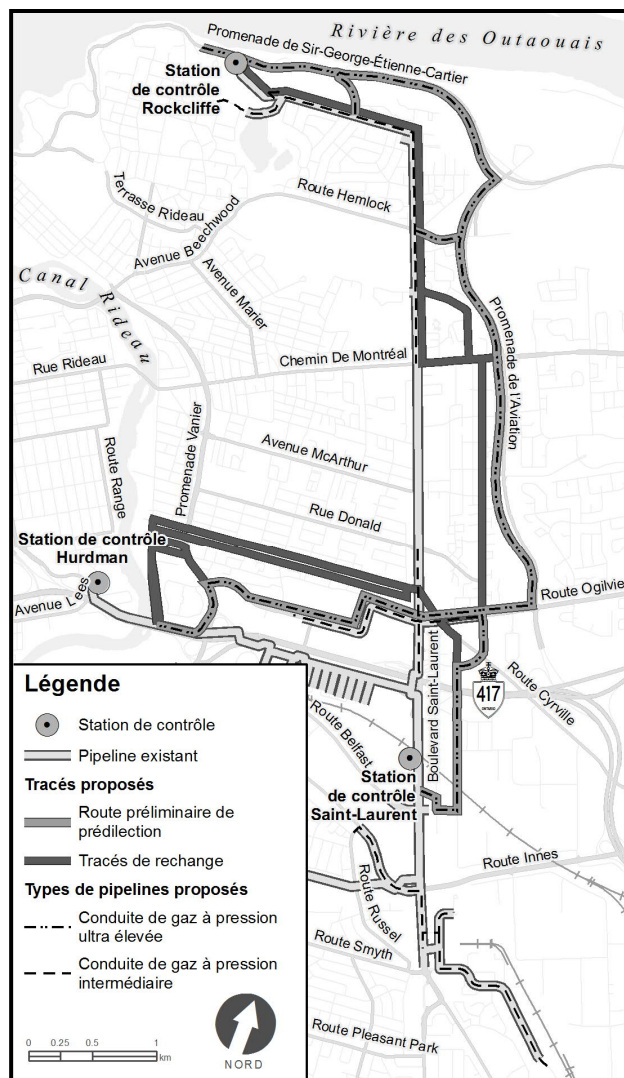 Rivière des Outaouais
Promenade de Sir-George-Étienne-Cartier
Station
de contrôle
Rockcliffe
Route Hemlock
Terrasse Rideau
Avenue Beechwood
Avenue Marier
Canal Rideau
Rue Rideau
Chemin De Montréal
Promenade de l'Aviation
Promenade Vanier
Avenue McArthur
Route Range
Rue Donald
Station de contrôle
Hurdman
Avenue Lees
Route Ogilvie
Boulevard Saint-Laurent
417
ONTARIO
Route Cyrville
Route Belfast
Station
de contrôle
Saint-Laurent
Route Innes
Route Russel
Route Smyth
Route Pleasant Park
Légende
Station de contrôle
Pipeline existant
Tracés proposés
Route préliminaire de
prédilection
Tracés de rechange
Types de pipelines proposés
Conduite de gaz à pression
ultra élevée
Conduite de gaz à pression
intermédiaire
0 0.25 0.5 1
km
NORD